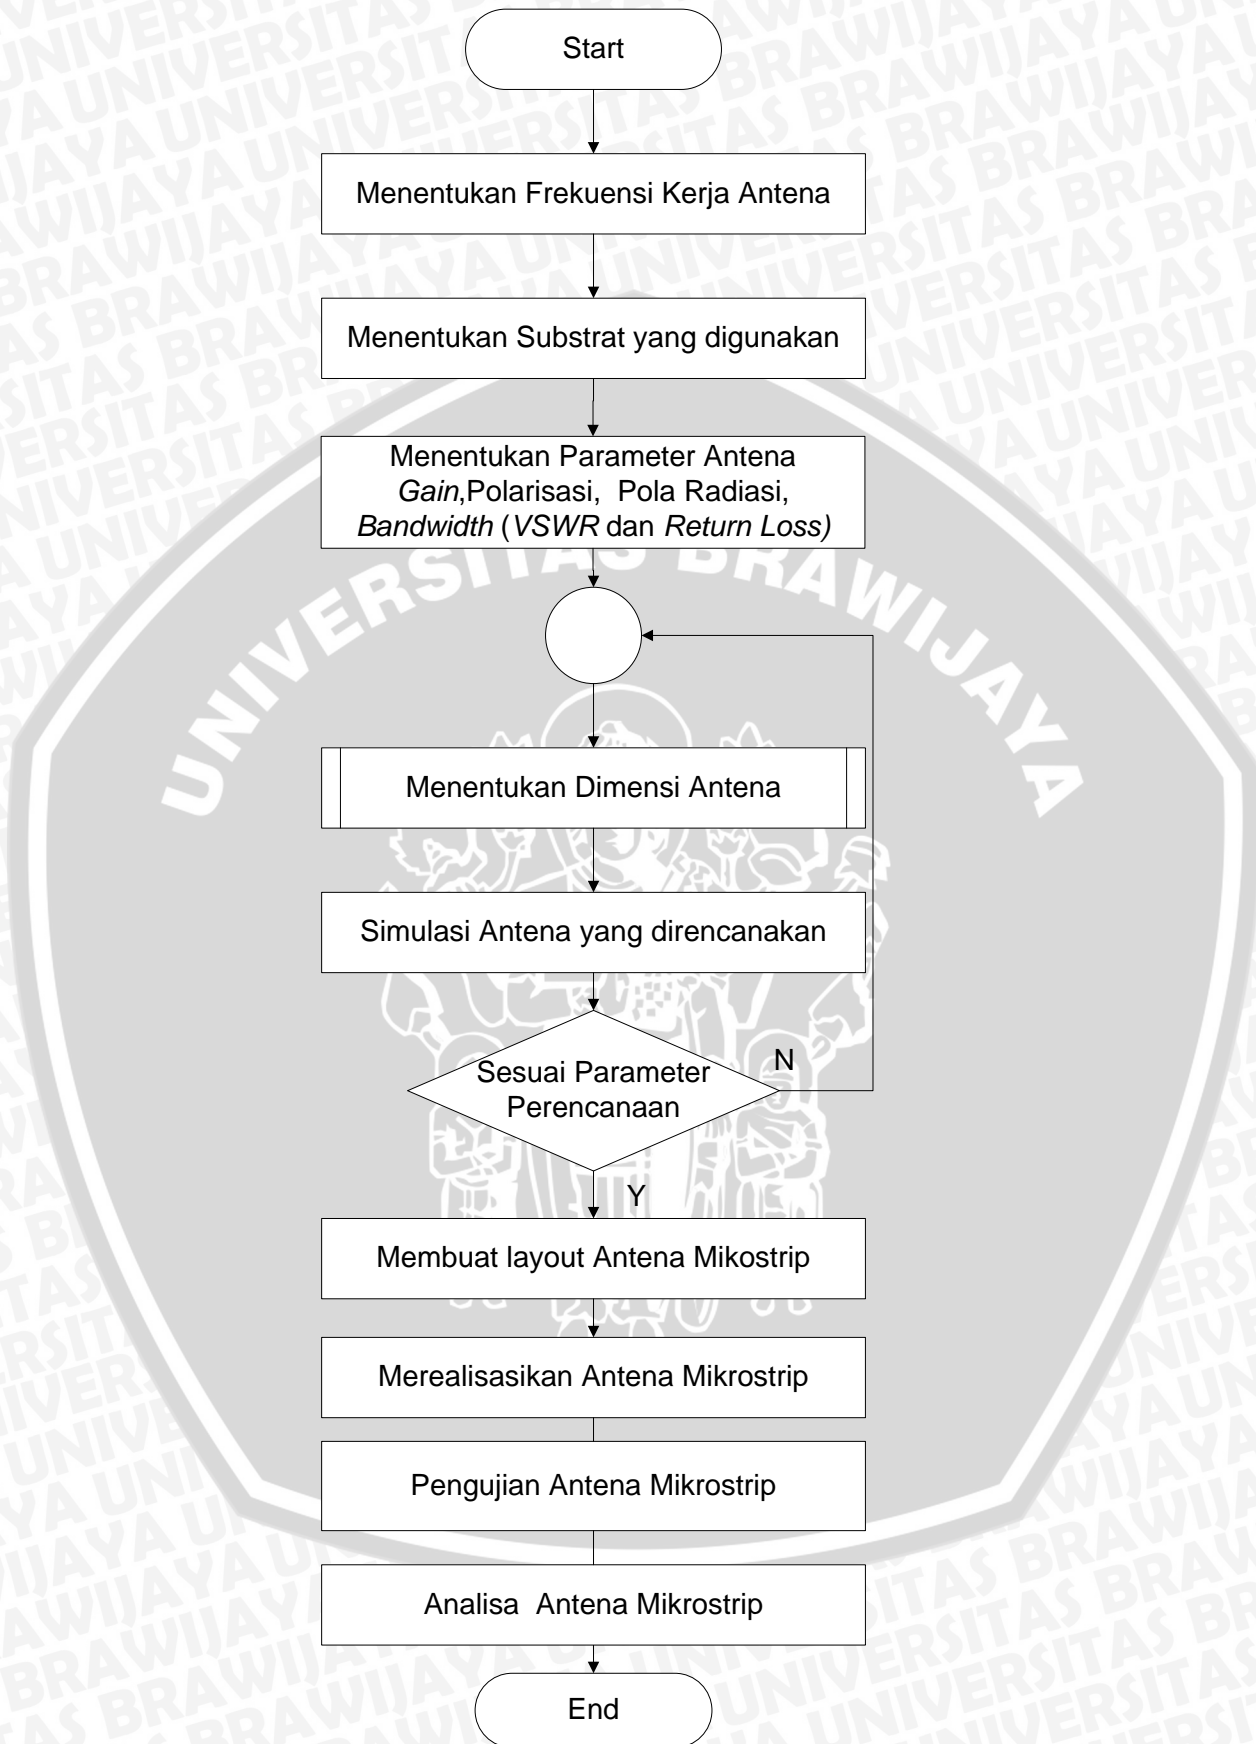 Start
Menentukan Frekuensi Kerja Antena
Menentukan Substrat yang digunakan
Menentukan Parameter Antena
Gain,Polarisasi, Pola Radiasi,
Bandwidth (VSWR dan Return Loss)
UNIVERSITAS BRAWIJAYA
Menentukan Dimensi Antena
Simulasi Antena yang direncanakan
Sesuai Parameter
Perencanaan
N
Y
Membuat layout Antena Mikostrip
Merealisasikan Antena Mikrostrip
Pengujian Antena Mikrostrip
Analisa Antena Mikrostrip
End